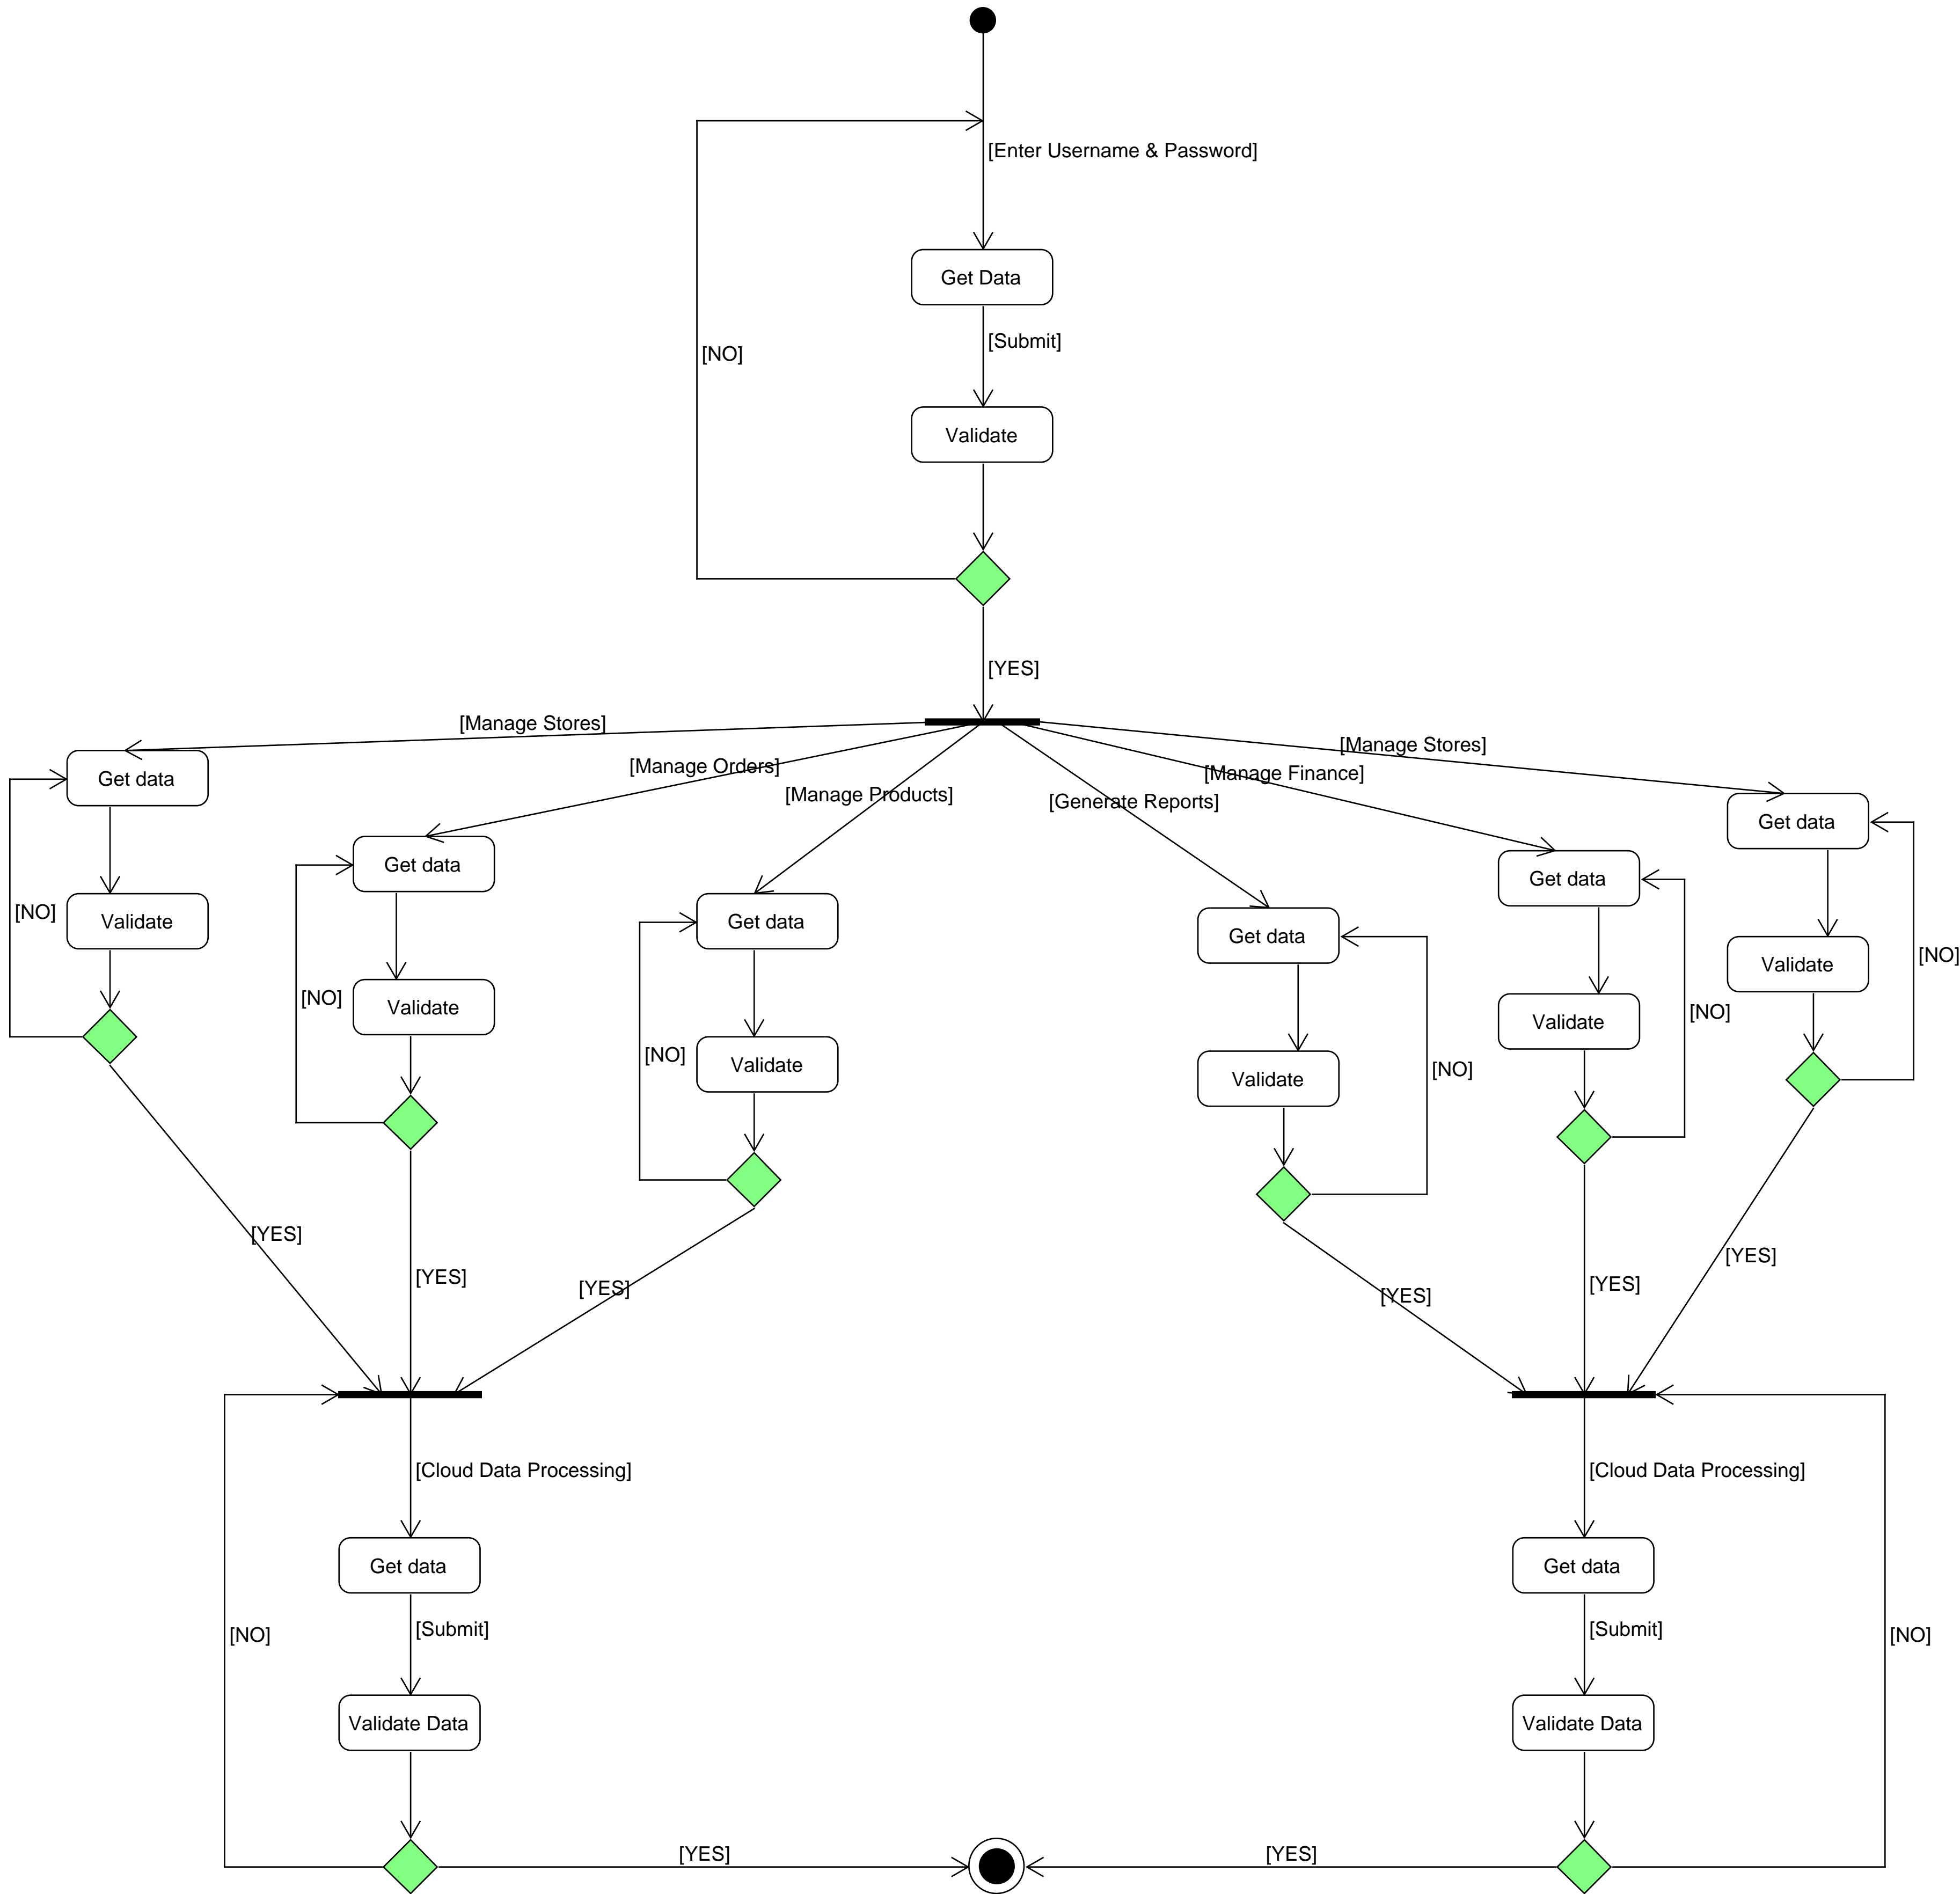 [Enter Username & Password]
Get Data
[Submit]
[NO]
Validate
[YES]
[Manage Stores]
[Manage Stores]
[Manage Orders]
[Manage Finance]
[Manage Products]
[Generate Reports]
Get data
Get data
Get data
Get data
Get data
Get data
[NO]
Validate
[NO]
Validate
[NO]
Validate
[NO]
Validate
[NO]
Validate
[NO]
Validate
[YES]
[YES]
[YES]
[YES]
[YES]
[YES]
[Cloud Data Processing]
[Cloud Data Processing]
Get data
Get data
[Submit]
[Submit]
[NO]
[NO]
Validate Data
Validate Data
[YES]
[YES]